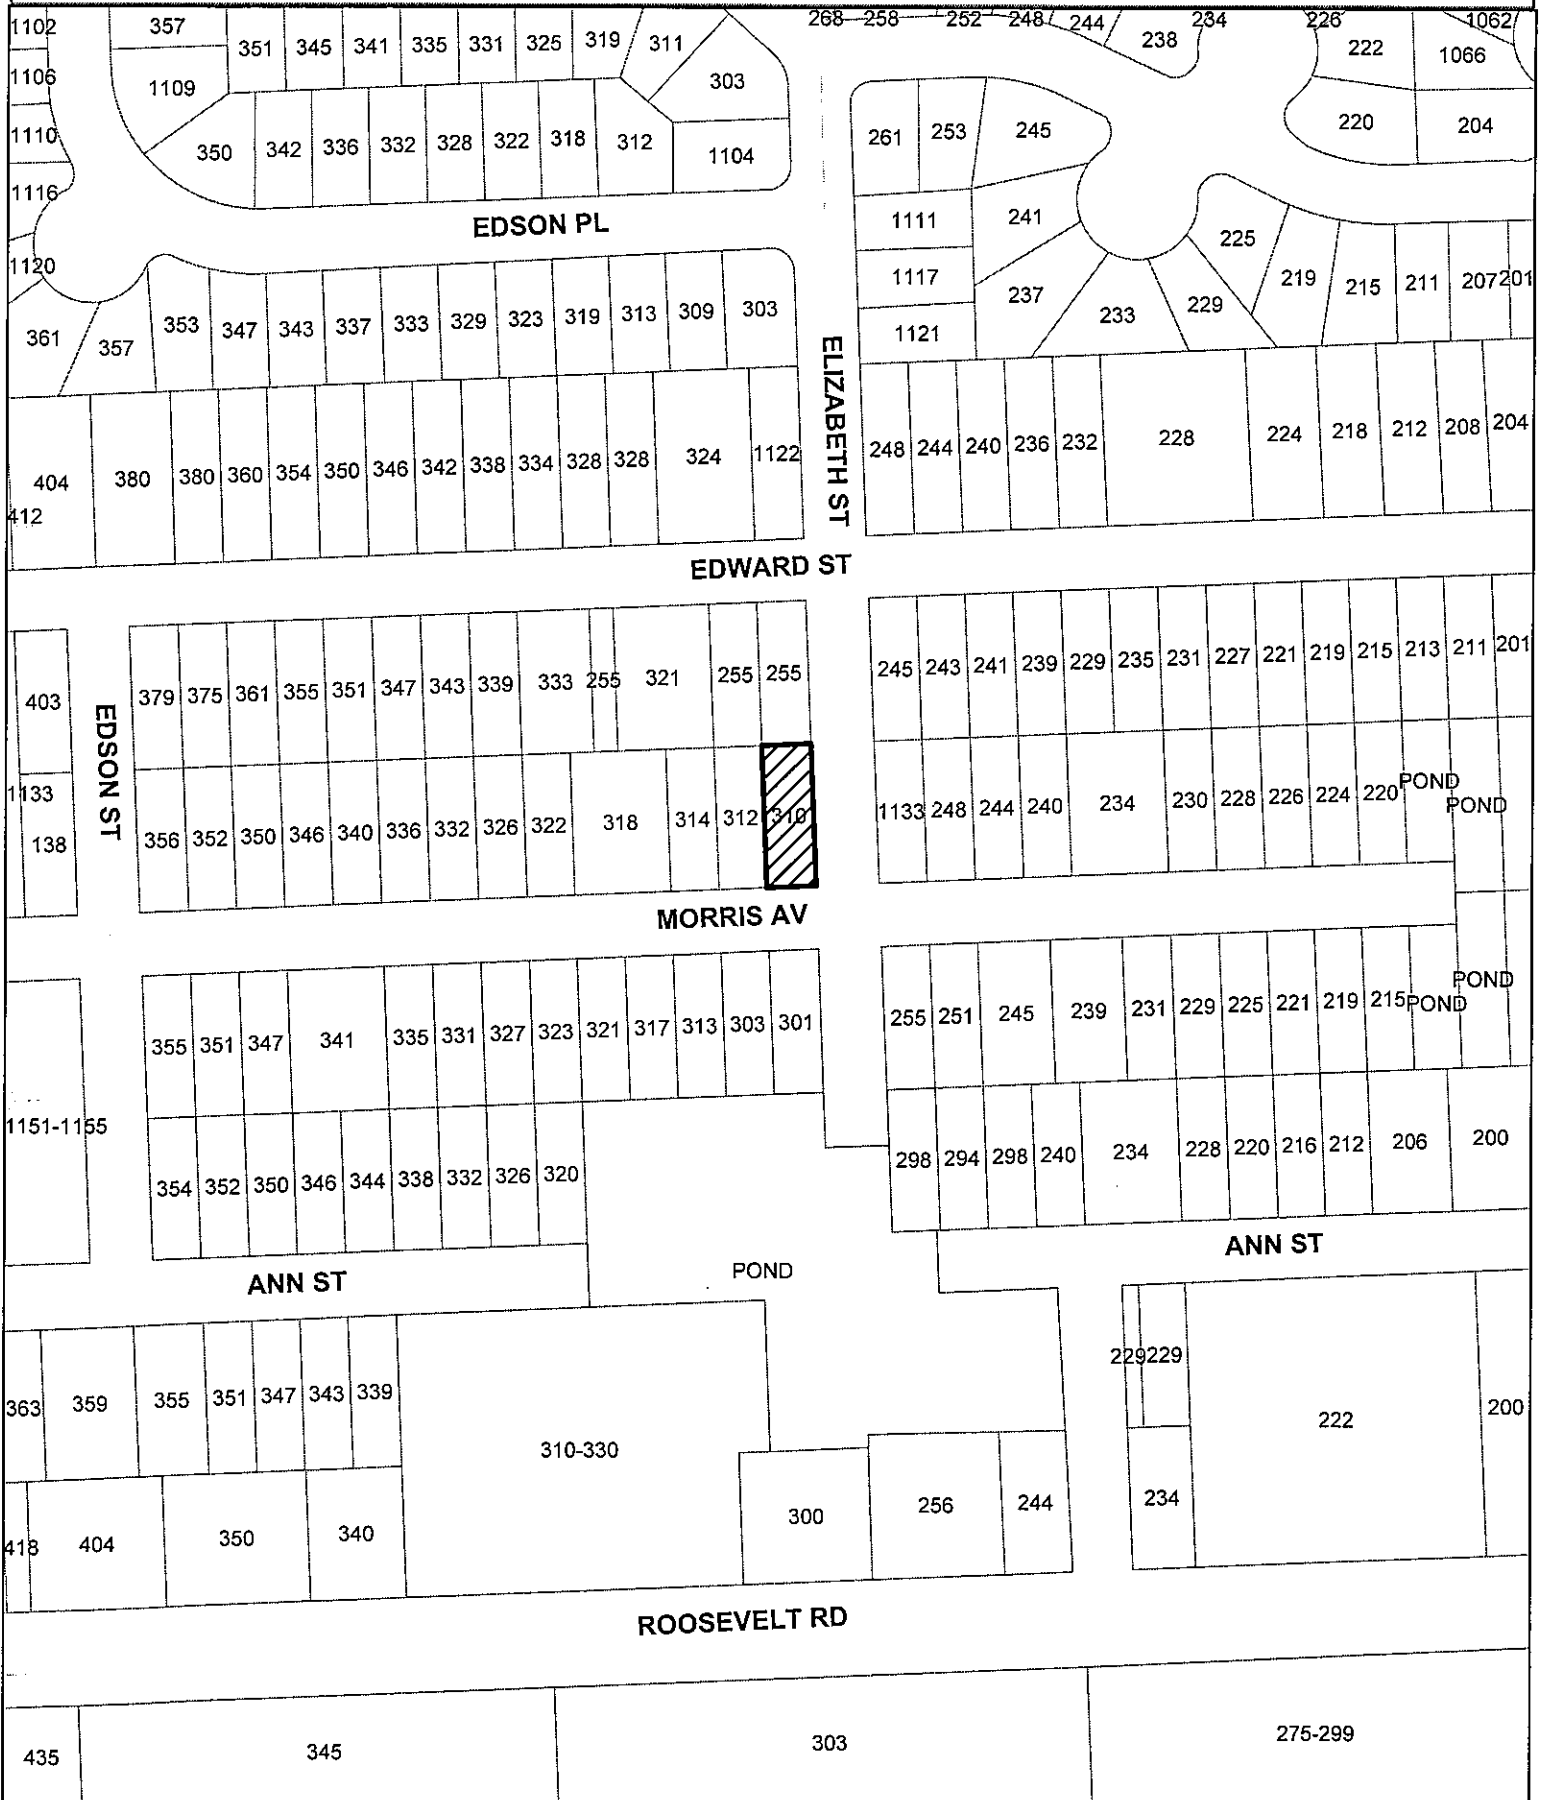 1102 357 351 345 341 335 331 325 319 311 268 258 252 248 244 238 234 226 222 1062
1106 1109 303 1066
1110 350 342 336 332 328 322 318 312 1104 261 253 245 220 204
1116 1111 241
EDSON PL
1120 1117 225
361 357 353 347 343 337 333 329 323 319 313 309 303 237 233 229 219 215 211 207 201
1121
ELIZABETH ST
404 380 380 360 354 350 346 342 338 334 328 328 324 1122 248 244 240 236 232 228 224 218 212 208 204
412
EDWARD ST
403 379 375 361 355 351 347 343 339 333 255 321 255 255 245 243 241 239 229 235 231 227 221 219 215 213 211 201
EDSON ST
1133
138 356 352 350 346 340 336 332 326 322 318 314 312 310 1133 248 244 240 234 230 228 226 224 220 POND POND
MORRIS AV
355 351 347 341 335 331 327 323 321 317 313 303 301 255 251 245 239 231 229 225 221 219 215 POND POND
1151-1155
354 352 350 346 344 338 332 326 320 298 294 298 240 234 228 220 216 212 206 200
ANN ST POND ANN ST
363 359 355 351 347 343 339 229 229
310-330 222 200
418 404 350 340 300 256 244 234
ROOSEVELT RD
435 345 303 275-299